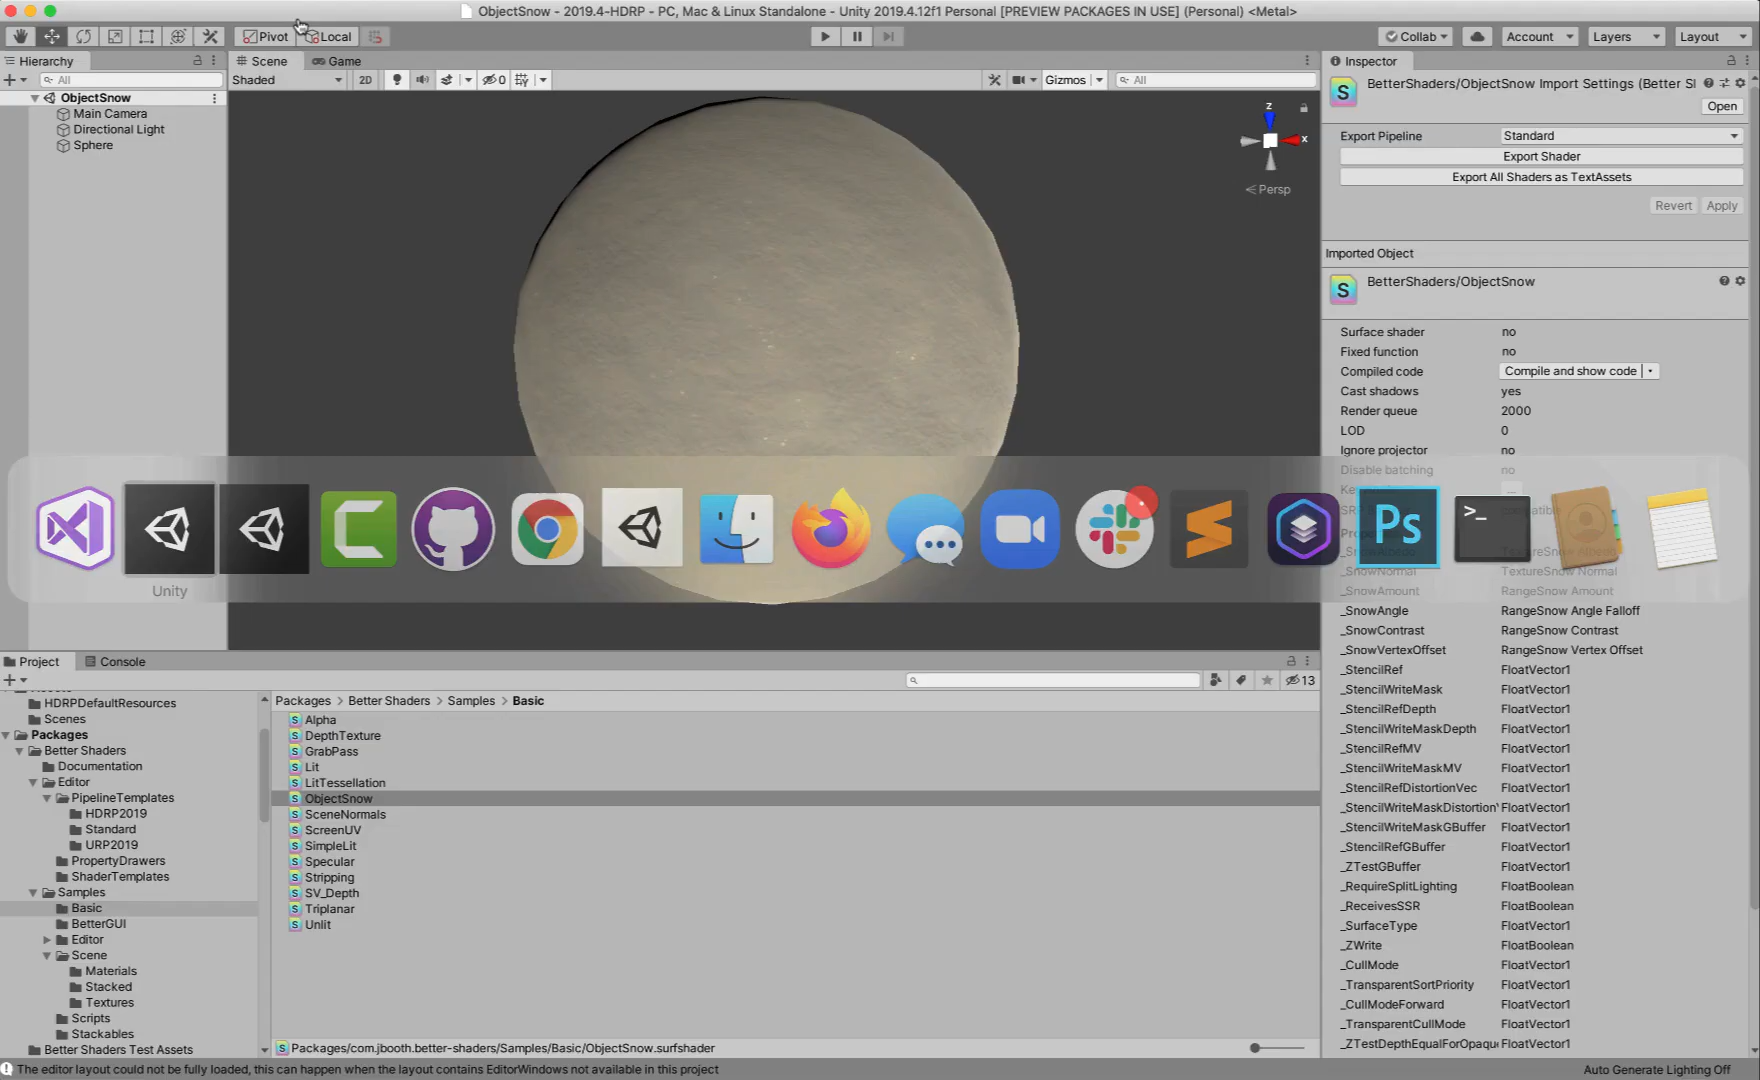 ObjectSnow - 2019.4-HDRP - PC, Mac & Linux Standalone - Unity 2019.4.12f1 Personal [PREVIEW PACKAGES IN USE] (Personal) <Metal>
Pivot Local Collab Account Layers Layout
Hierarchy Scene Game Inspector
All Shaded 2D 0 Gizmos All
BetterShaders/ObjectSnow Import Settings (Better Sl
Open
ObjectSnow
Main Camera
Directional Light
Sphere
z
x
Persp
Export Pipeline Standard
Export Shader
Export All Shaders as TextAssets
Revert Apply
Imported Object
BetterShaders/ObjectSnow
Surface shader no
Fixed function no
Compiled code Compile and show code
Cast shadows yes
Render queue 2000
LOD 0
Ignore projector no
Disable batching no
Unity
Ps
_SnowNormal TextureSnow Normal
_SnowAmount RangeSnow Amount
_SnowAngle RangeSnow Angle Falloff
_SnowContrast RangeSnow Contrast
_SnowVertexOffset RangeSnow Vertex Offset
_StencilRef FloatVector1
_StencilWriteMask FloatVector1
_StencilRefDepth FloatVector1
_StencilWriteMaskDepth FloatVector1
_StencilRefMV FloatVector1
_StencilWriteMaskMV FloatVector1
_StencilRefDistortionVec FloatVector1
_StencilWriteMaskDistortion FloatVector1
_StencilWriteMaskGBuffer FloatVector1
_StencilRefGBuffer FloatVector1
_ZTestGBuffer FloatVector1
_RequireSplitLighting FloatBoolean
_ReceivesSSR FloatBoolean
_SurfaceType FloatVector1
_ZWrite FloatBoolean
_CullMode FloatVector1
_TransparentSortPriority FloatVector1
_CullModeForward FloatVector1
_TransparentCullMode FloatVector1
_ZTestDepthEqualForOpaqu FloatVector1
Project Console
13
HDRPDefaultResources
Scenes
Packages
Better Shaders
Documentation
Editor
PipelineTemplates
HDRP2019
Standard
URP2019
PropertyDrawers
ShaderTemplates
Samples
Basic
BetterGUI
Editor
Scene
Materials
Stacked
Textures
Scripts
Stackables
Better Shaders Test Assets
Packages > Better Shaders > Samples > Basic
Alpha
DepthTexture
GrabPass
Lit
LitTessellation
ObjectSnow
SceneNormals
ScreenUV
SimpleLit
Specular
Stripping
SV_Depth
Triplanar
Unlit
Packages/com.jbooth.better-shaders/Samples/Basic/ObjectSnow.surfshader
The editor layout could not be fully loaded, this can happen when the layout contains EditorWindows not available in this project
Auto Generate Lighting Off